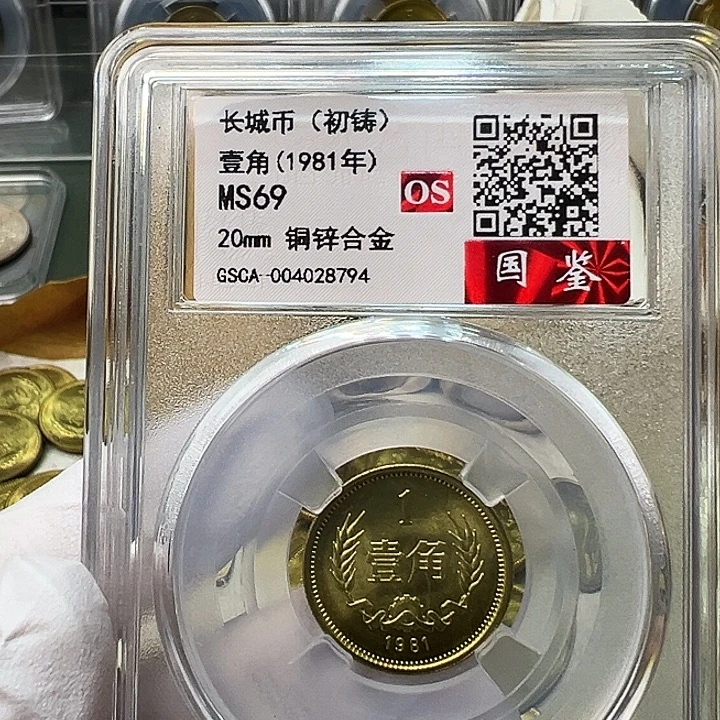 长城币（初铸）
壹角(1981年)
MS69
OS
20mm 铜锌合金
GSCA 004028794
国鉴
1
壹角
1981